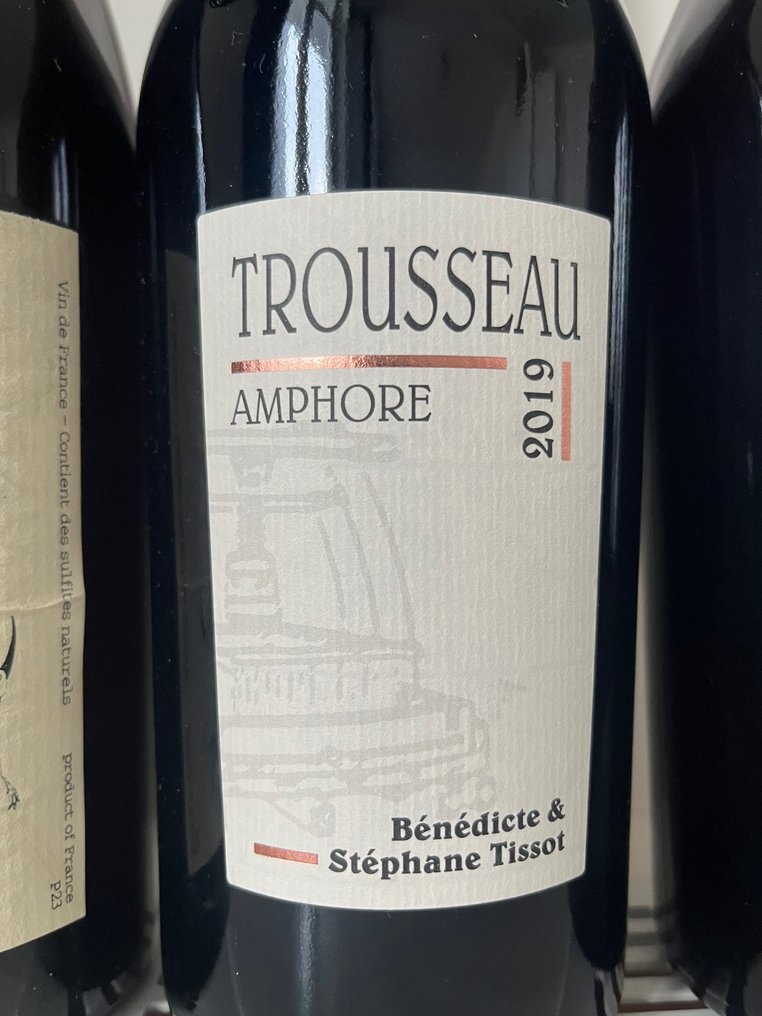 TROUSSEAU
AMPHORE
2019
Bénédicte &
Stéphane Tissot
Vin de France - Contient des sulfites naturels product of France
P23